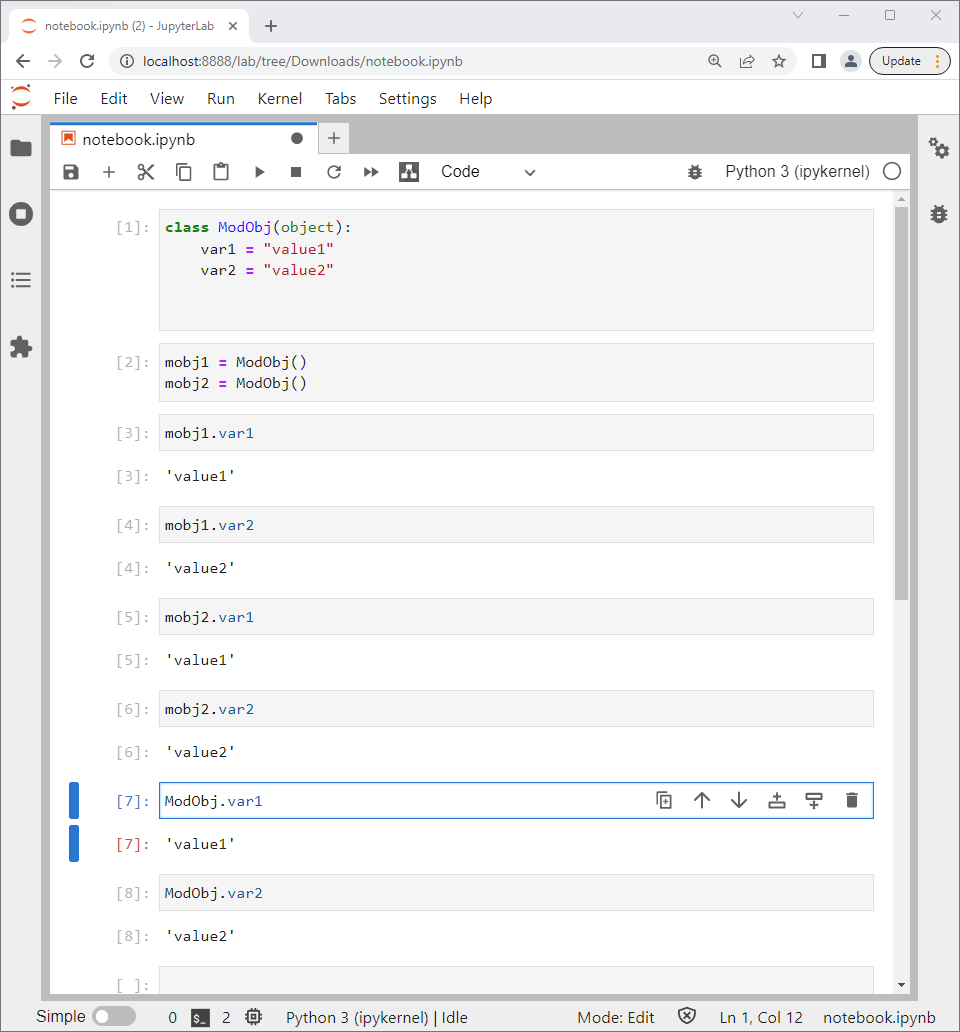 notebook.ipynb (2) - JupyterLab
localhost:8888/lab/tree/Downloads/notebook.ipynb
Update
File Edit View Run Kernel Tabs Settings Help
notebook.ipynb
Code
Python 3 (ipykernel)
[1]: class ModObj(object):
    var1 = "value1"
    var2 = "value2"
[2]: mobj1 = ModObj()
mobj2 = ModObj()
[3]: mobj1.var1
[3]: 'value1'
[4]: mobj1.var2
[4]: 'value2'
[5]: mobj2.var1
[5]: 'value1'
[6]: mobj2.var2
[6]: 'value2'
[7]: ModObj.var1
[7]: 'value1'
[8]: ModObj.var2
[8]: 'value2'
[ ]:
Simple 0 $_ 2 Python 3 (ipykernel) | Idle Mode: Edit Ln 1, Col 12 notebook.ipynb